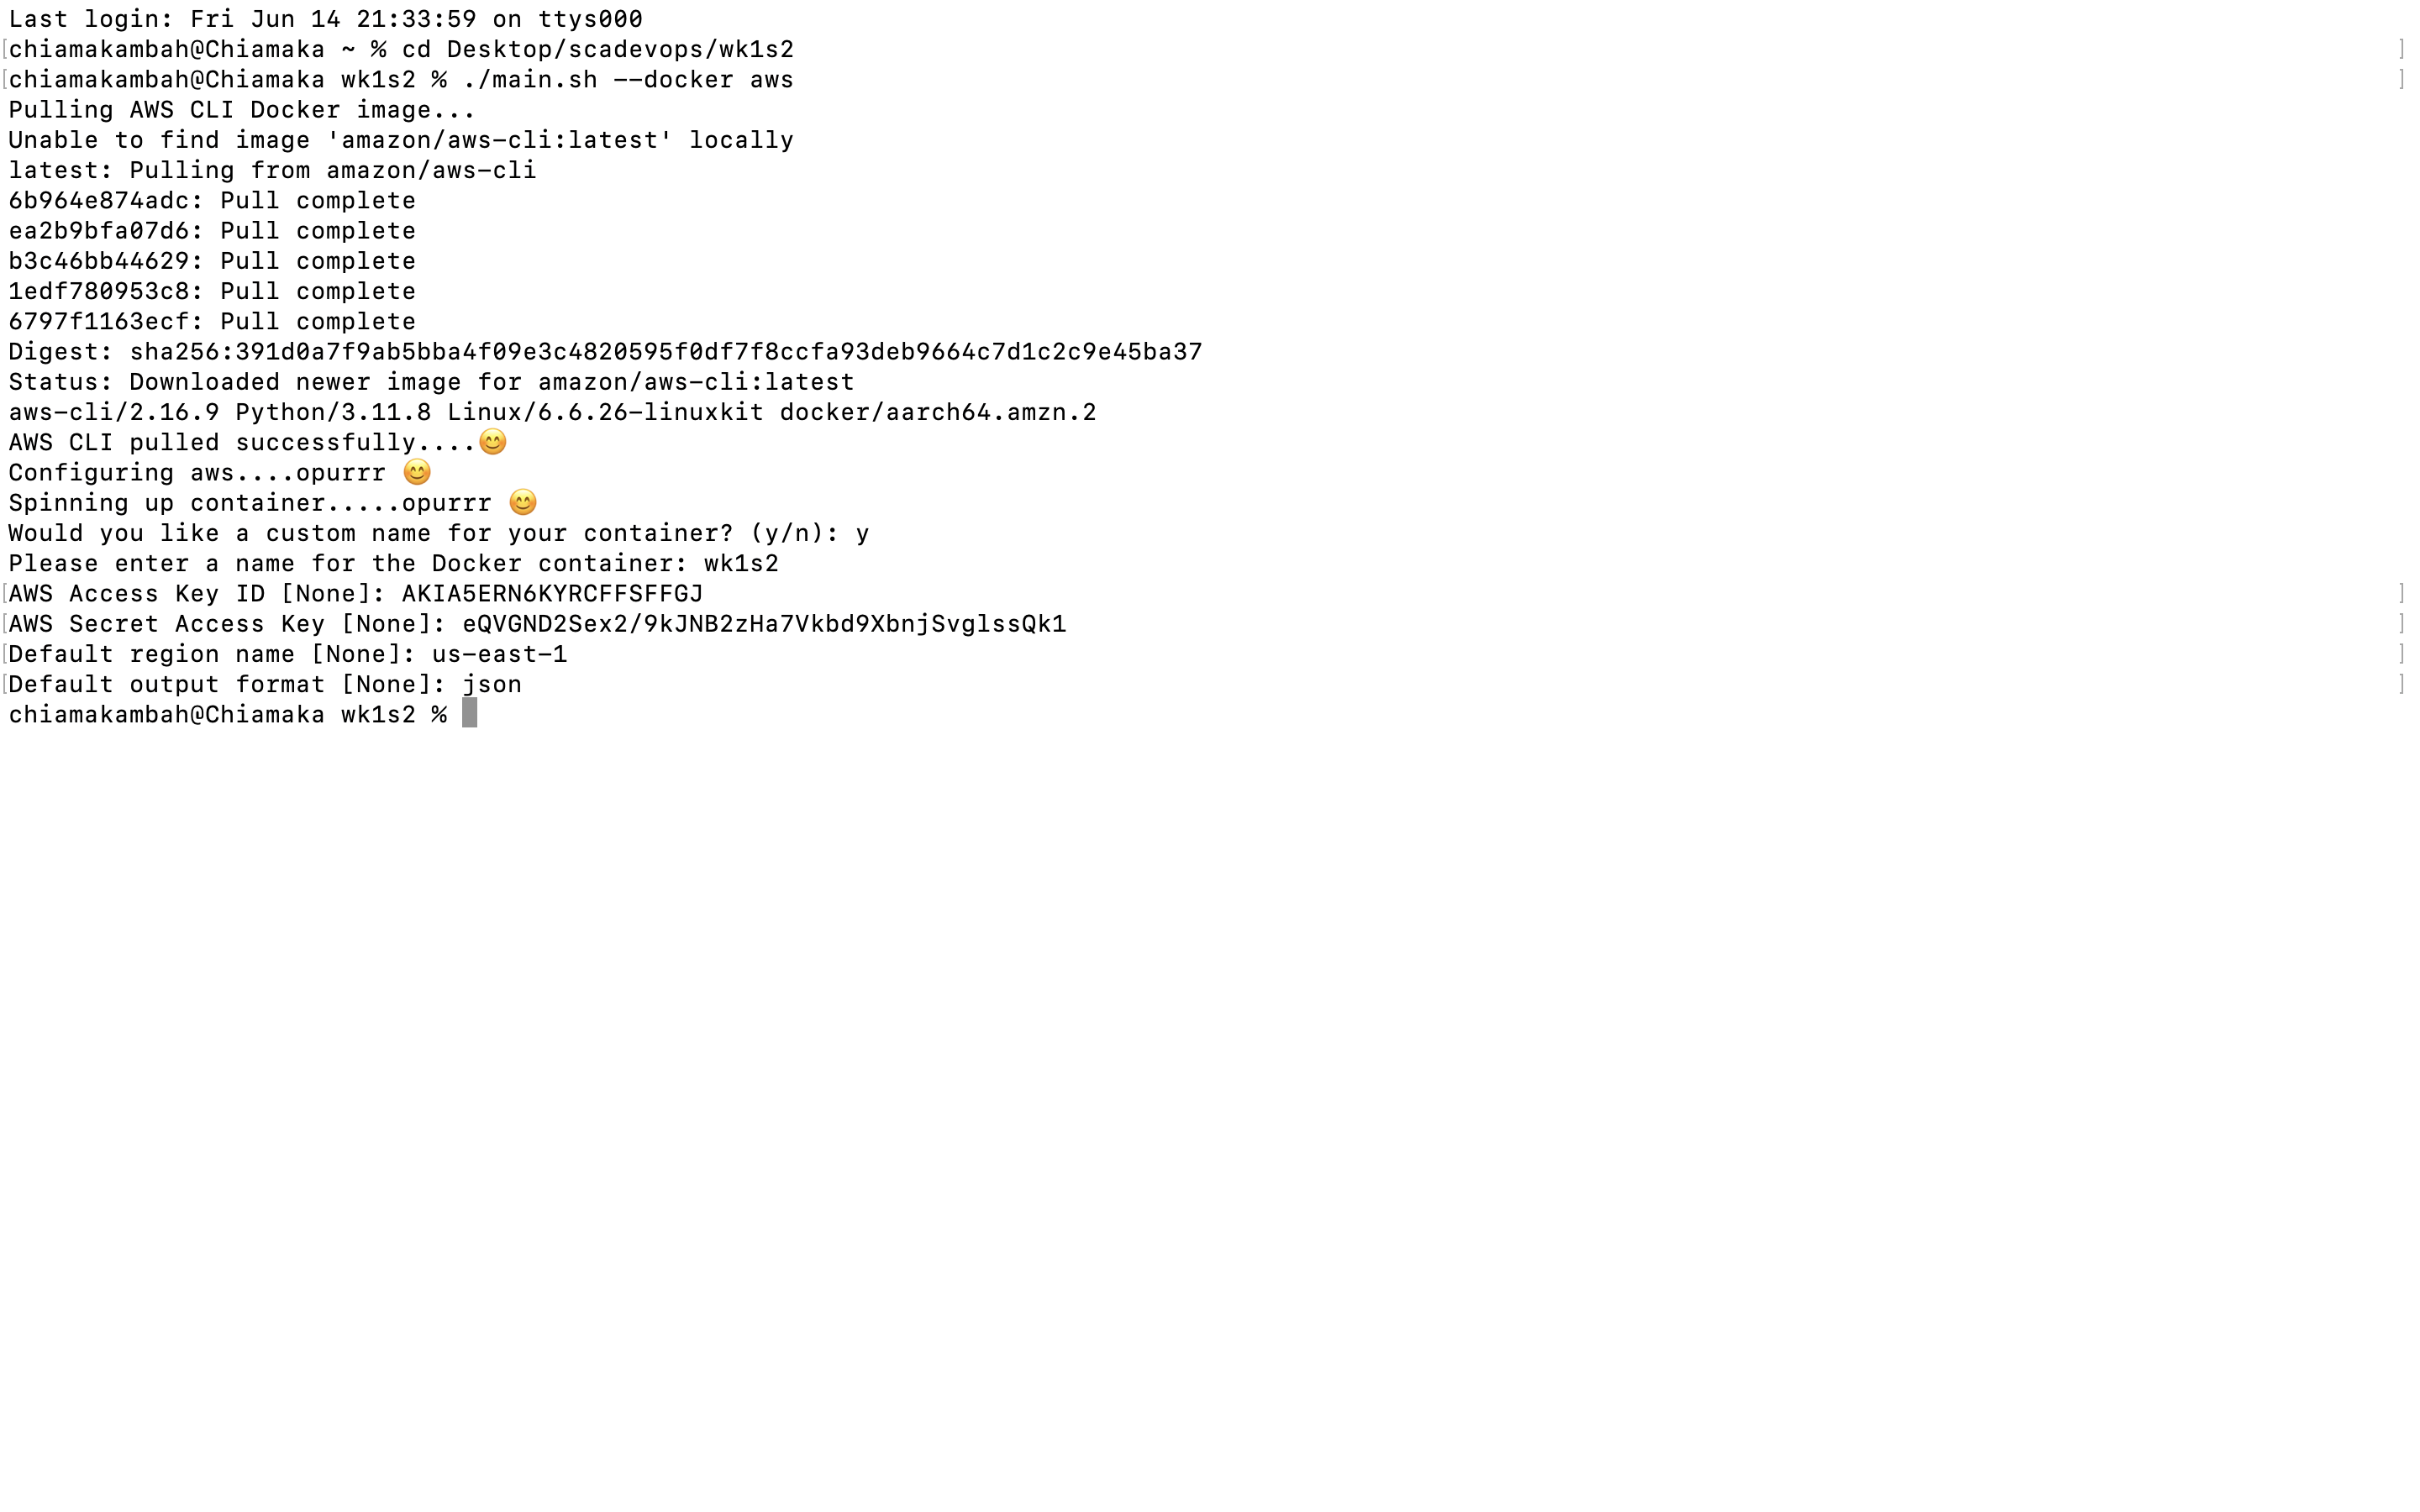 Last login: Fri Jun 14 21:33:59 on ttys000
[chiamakambah@Chiamaka ~ % cd Desktop/scadevops/wk1s2 ]
[chiamakambah@Chiamaka wk1s2 % ./main.sh --docker aws ]
Pulling AWS CLI Docker image...
Unable to find image 'amazon/aws-cli:latest' locally
latest: Pulling from amazon/aws-cli
6b964e874adc: Pull complete
ea2b9bfa07d6: Pull complete
b3c46bb44629: Pull complete
1edf780953c8: Pull complete
6797f1163ecf: Pull complete
Digest: sha256:391d0a7f9ab5bba4f09e3c4820595f0df7f8ccfa93deb9664c7d1c2c9e45ba37
Status: Downloaded newer image for amazon/aws-cli:latest
aws-cli/2.16.9 Python/3.11.8 Linux/6.6.26-linuxkit docker/aarch64.amzn.2
AWS CLI pulled successfully....😊
Configuring aws....opurrr 😊
Spinning up container.....opurrr 😊
Would you like a custom name for your container? (y/n): y
Please enter a name for the Docker container: wk1s2
[AWS Access Key ID [None]: AKIA5ERN6KYRCFFSFFGJ ]
[AWS Secret Access Key [None]: eQVGND2Sex2/9kJNB2zHa7Vkbd9XbnjSvglssQk1 ]
[Default region name [None]: us-east-1 ]
[Default output format [None]: json ]
chiamakambah@Chiamaka wk1s2 %